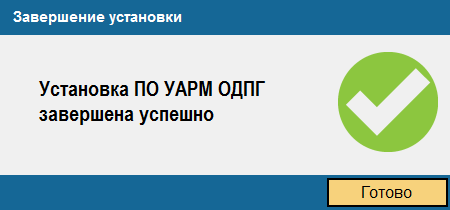 Завершение установки
Установка ПО УАРМ ОДПГ
завершена успешно
Готово